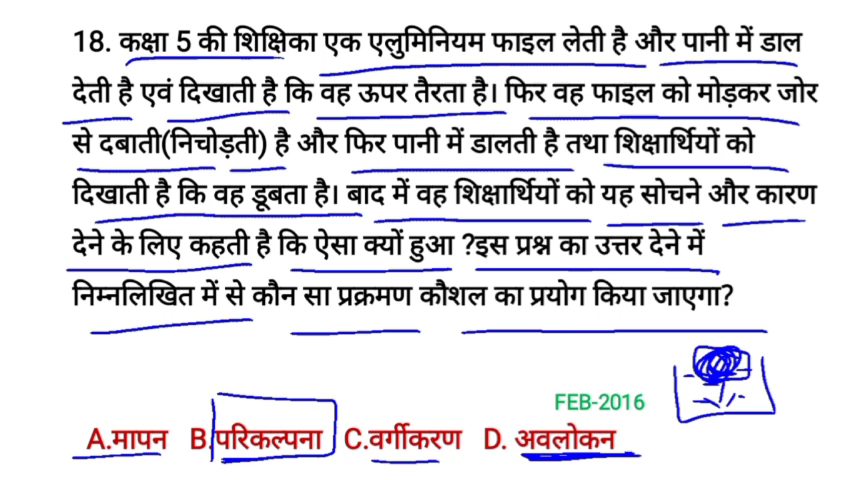 18. कक्षा 5 की शिक्षिका एक एलुमिनियम फाइल लेती है और पानी में डाल
देती है एवं दिखाती है कि वह ऊपर तैरता है। फिर वह फाइल को मोड़कर जोर
से दबाती(निचोड़ती) है और फिर पानी में डालती है तथा शिक्षार्थियों को
दिखाती है कि वह डूबता है। बाद में वह शिक्षार्थियों को यह सोचने और कारण
देने के लिए कहती है कि ऐसा क्यों हुआ ?इस प्रश्न का उत्तर देने में
निम्नलिखित में से कौन सा प्रक्रमण कौशल का प्रयोग किया जाएगा?
FEB-2016
A.मापन B.परिकल्पना C.वर्गीकरण D. अवलोकन